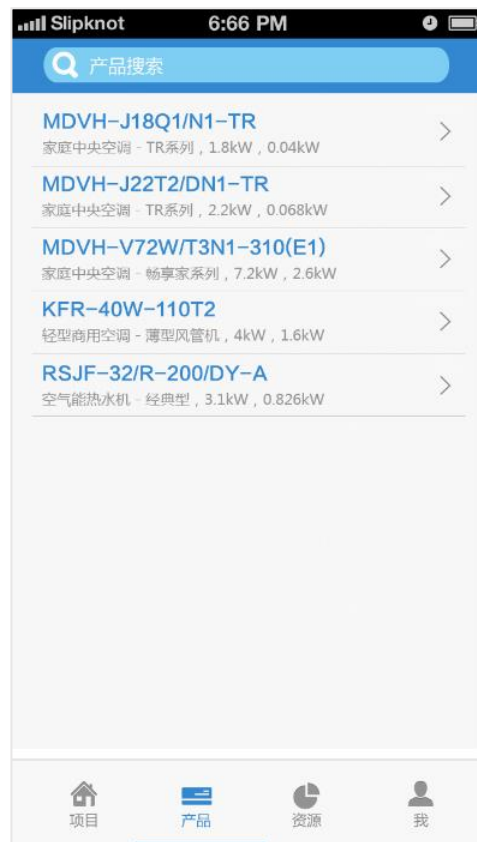 Slipknot 6:66 PM
产品搜索
MDVH-J18Q1/N1-TR
家庭中央空调 - TR系列，1.8kW，0.04kW
MDVH-J22T2/DN1-TR
家庭中央空调 - TR系列，2.2kW，0.068kW
MDVH-V72W/T3N1-310(E1)
家庭中央空调 - 畅享家系列，7.2kW，2.6kW
KFR-40W-110T2
轻型商用空调 - 薄型风管机，4kW，1.6kW
RSJF-32/R-200/DY-A
空气能热水机 - 经典型，3.1kW，0.826kW
项目 产品 资源 我